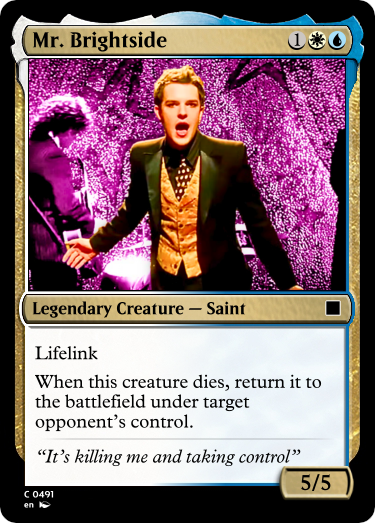 Mr. Brightside 1
Legendary Creature — Saint
Lifelink
When this creature dies, return it to
the battlefield under target
opponent's control.
“It's killing me and taking control”
5/5
C 0491
en